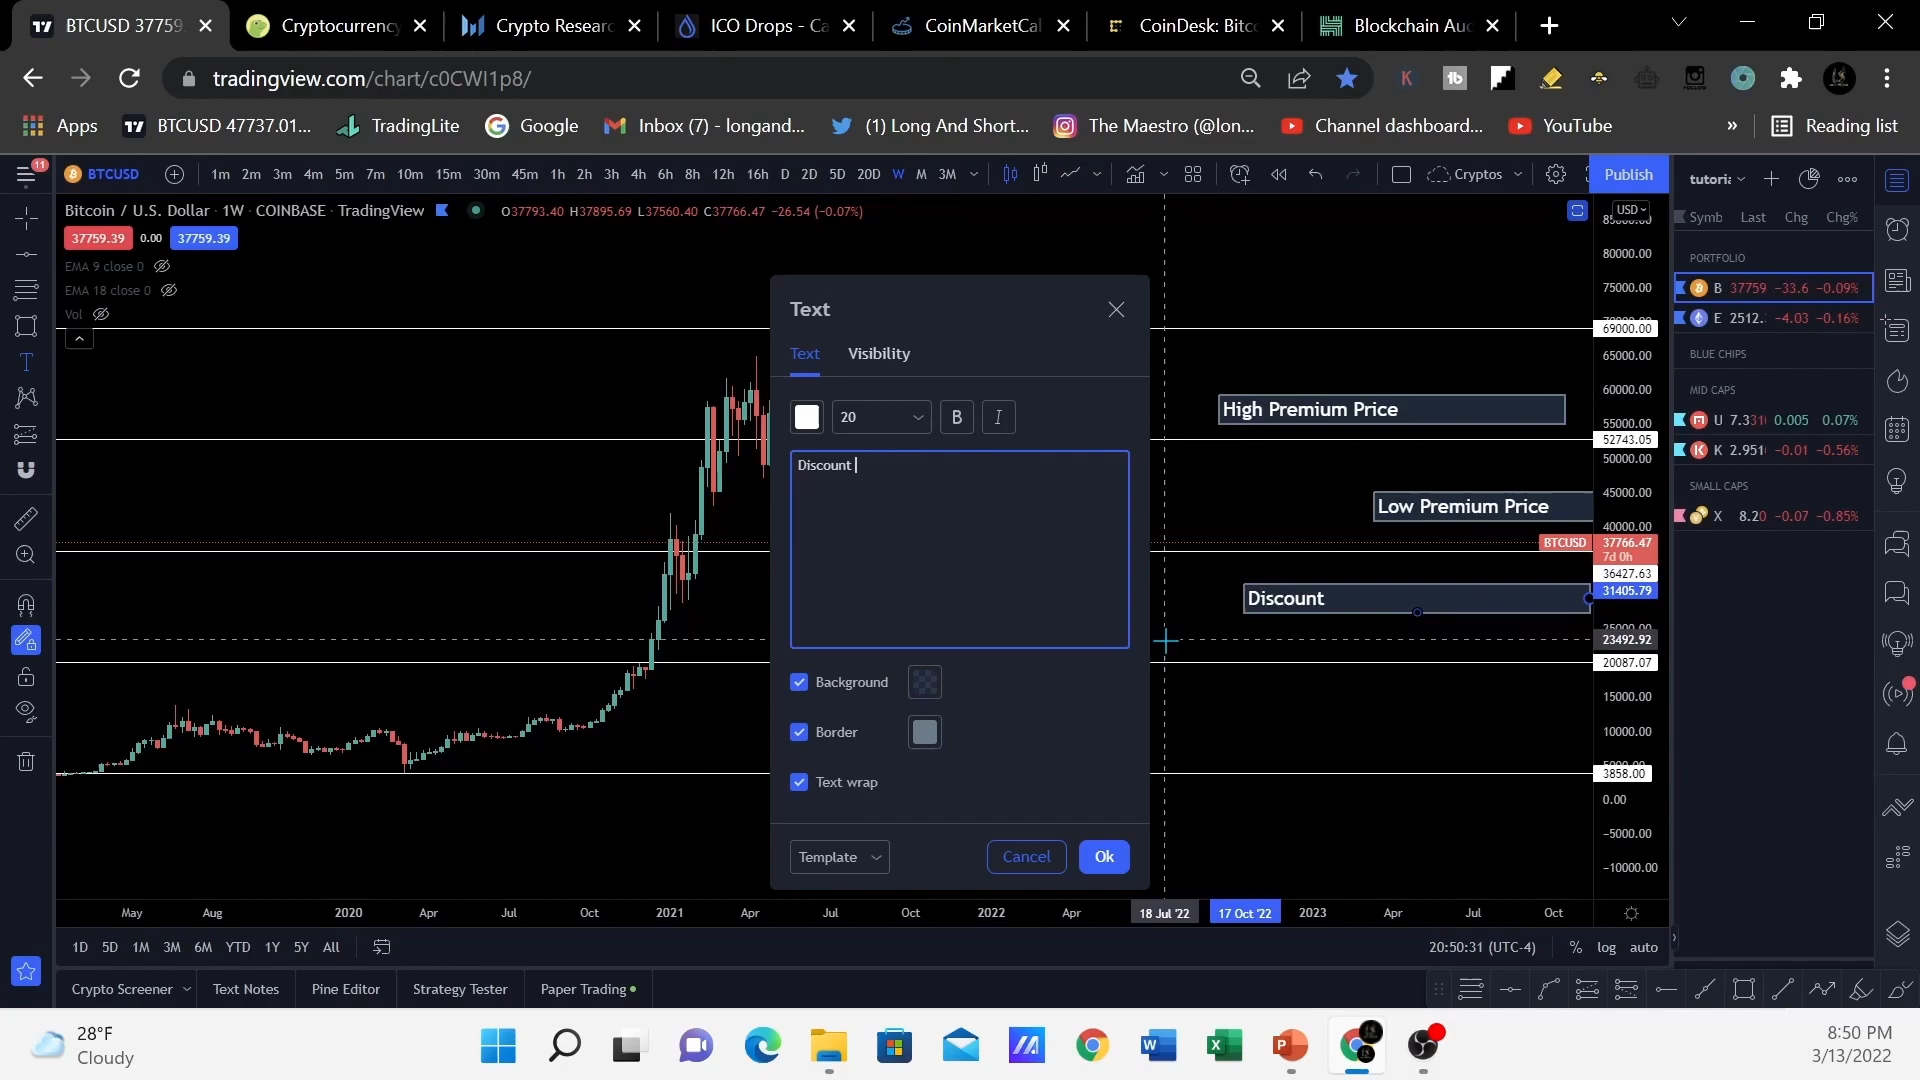 BTCUSD 37759.
Cryptocurrency
Crypto Researc
ICO Drops - Ca
CoinMarketCal
CoinDesk: Bitco
Blockchain Auc
tradingview.com/chart/c0CWI1p8/
Apps
BTCUSD 47737.01...
TradingLite
Google
Inbox (7) - longand...
(1) Long And Short...
The Maestro (@lon...
Channel dashboard...
YouTube
»
Reading list
11
BTCUSD
1m 2m 3m 4m 5m 7m 10m 15m 30m 45m 1h 2h 3h 4h 6h 8h 12h 16h D 2D 5D 20D W M 3M
Cryptos
Publish
Bitcoin / U.S. Dollar · 1W · COINBASE · TradingView
O37793.40 H37895.69 L37560.40 C37766.47 −26.54 (−0.07%)
37759.39 0.00 37759.39
EMA 9 close 0
EMA 18 close 0
Vol
USD
80000.00
75000.00
69000.00
65000.00
60000.00
55000.00
52743.05
50000.00
45000.00
40000.00
BTCUSD 37766.47
7d 0h
36427.63
31405.79
23492.92
20087.07
15000.00
10000.00
3858.00
0.00
−5000.00
−10000.00
High Premium Price
Low Premium Price
Discount
Text
Text Visibility
20 B I
Discount
Background
Border
Text wrap
Template
Cancel
Ok
May Aug 2020 Apr Jul Oct 2021 Apr Jul Oct 2022 Apr 18 Jul '22 17 Oct '22 2023 Apr Jul Oct
1D 5D 1M 3M 6M YTD 1Y 5Y All
20:50:31 (UTC-4) % log auto
Crypto Screener
Text Notes
Pine Editor
Strategy Tester
Paper Trading
tutoria
Symb Last Chg Chg%
PORTFOLIO
B 37759 −33.6 −0.09%
E 2512. −4.03 −0.16%
BLUE CHIPS
MID CAPS
U 7.331 0.005 0.07%
K 2.951 −0.01 −0.56%
SMALL CAPS
X 8.20 −0.07 −0.85%
28°F
Cloudy
8:50 PM
3/13/2022